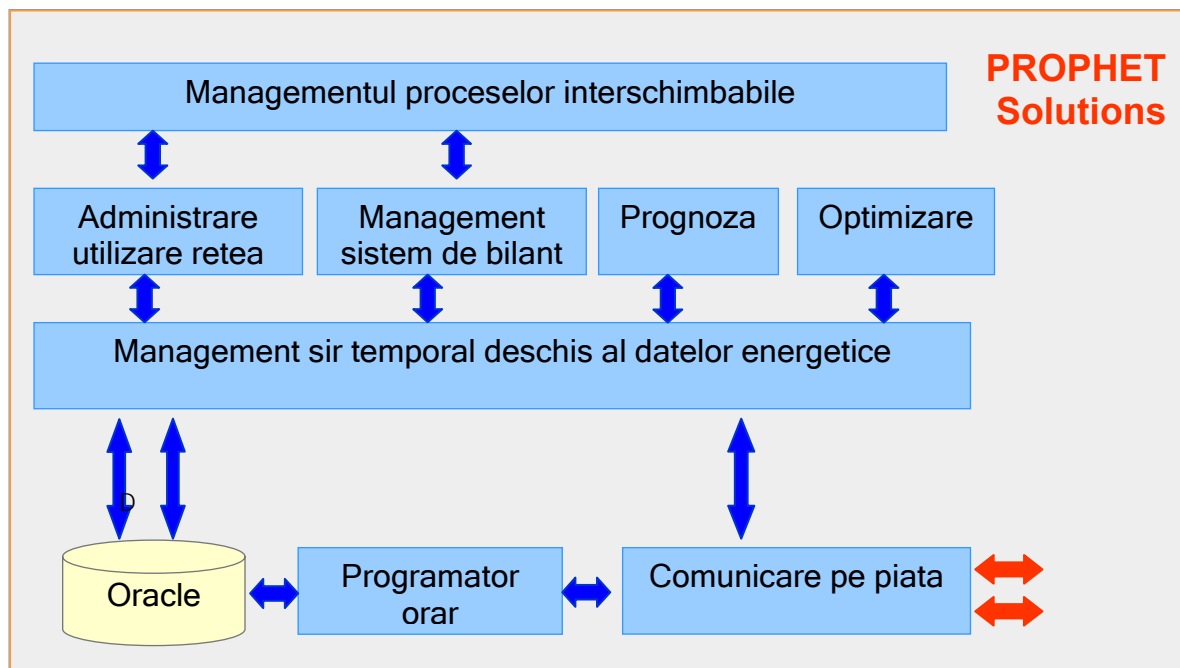 PROPHET
Solutions
Managementul proceselor interschimbabile
Administrare
utilizare retea
Management
sistem de bilant
Prognoza
Optimizare
Management sir temporal deschis al datelor energetice
D
Oracle
Programator
orar
Comunicare pe piata